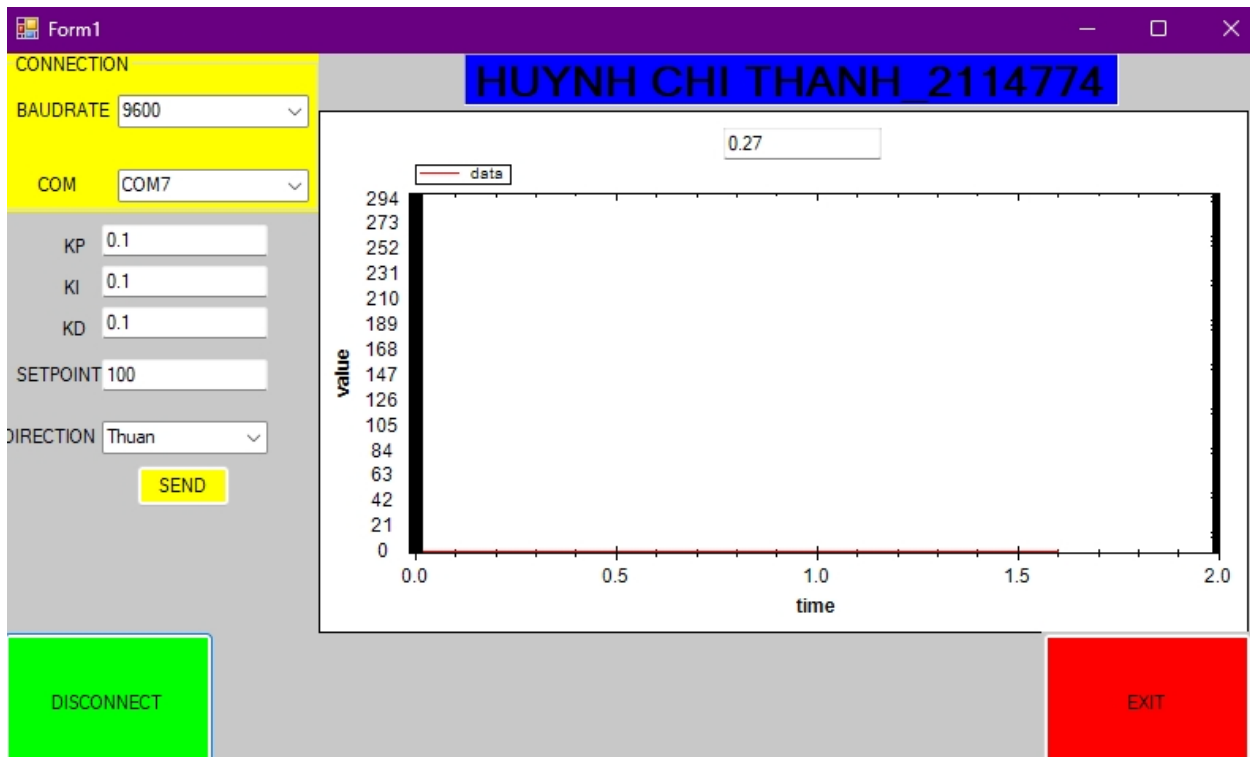 Form1
CONNECTION
HUYNH CHI THANH_2114774
BAUDRATE 9600
COM COM7
KP 0.1
KI 0.1
KD 0.1
SETPOINT 100
DIRECTION Thuan
SEND
0.27
data
294
273
252
231
210
189
168
147
126
105
84
63
42
21
0
value
0.0 0.5 1.0 1.5 2.0
time
DISCONNECT
EXIT